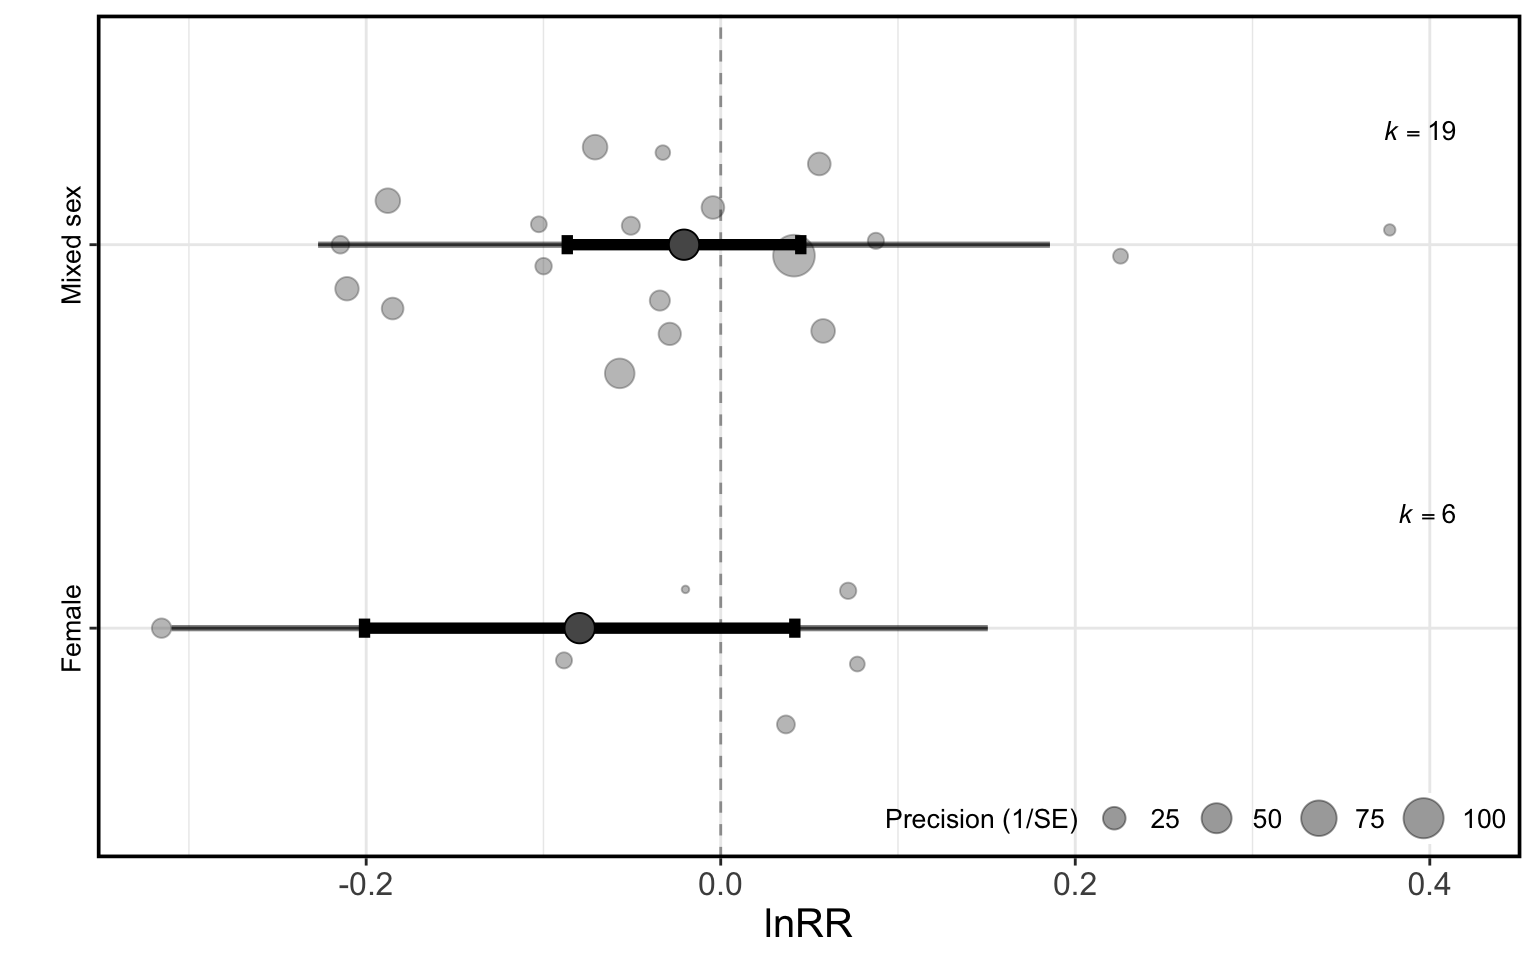 k = 19
Mixed sex
k = 6
Female
Precision (1/SE) 25 50 75 100
-0.2 0.0 0.2 0.4
lnRR